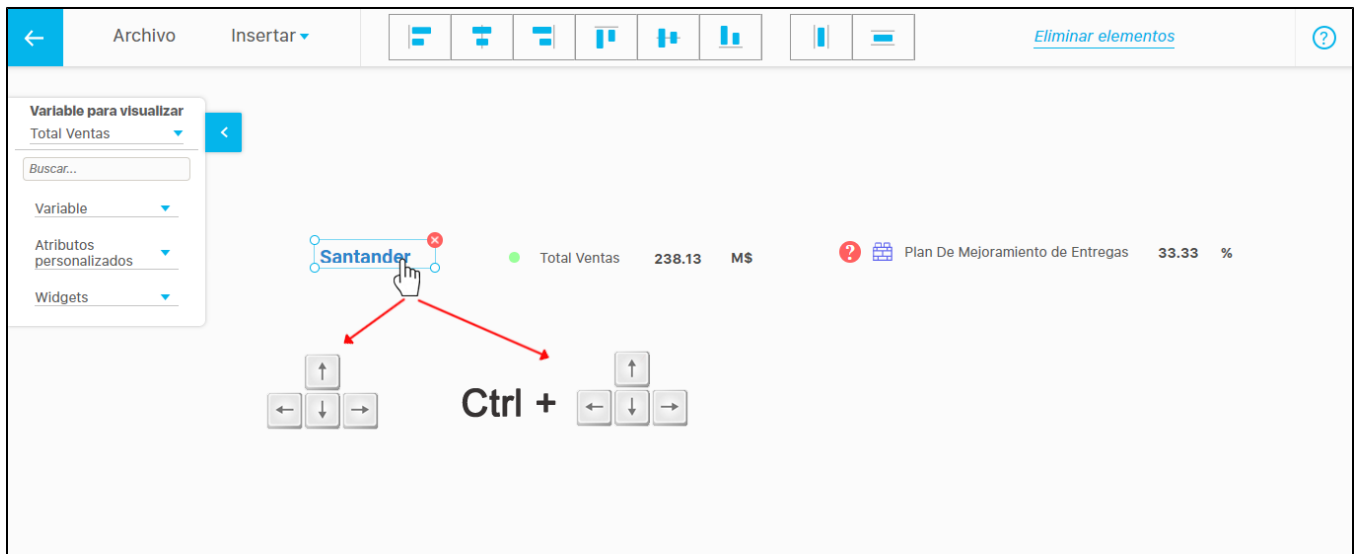 Archivo
Insertar
Eliminar elementos
?
Variable para visualizar
Total Ventas
Buscar...
Variable
Atributos
personalizados
Widgets
Santander
Total Ventas 238.13 M$
? Plan De Mejoramiento de Entregas 33.33 %
Ctrl +